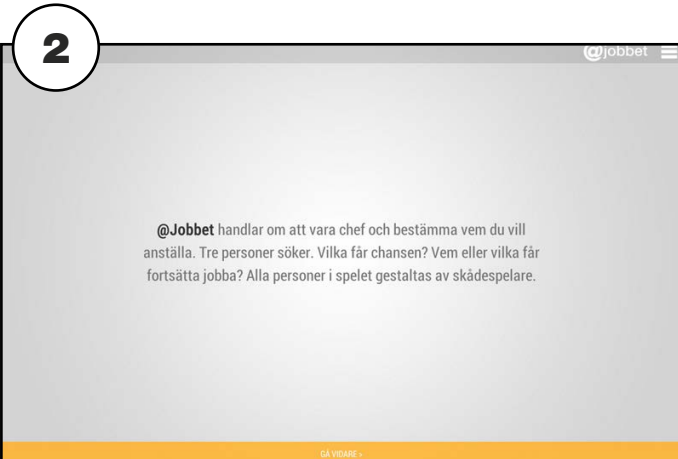 2
@jobbet
@Jobbet handlar om att vara chef och bestämma vem du vill
anställa. Tre personer söker. Vilka får chansen? Vem eller vilka får
fortsätta jobba? Alla personer i spelet gestaltas av skådespelare.
GÅ VIDARE ›